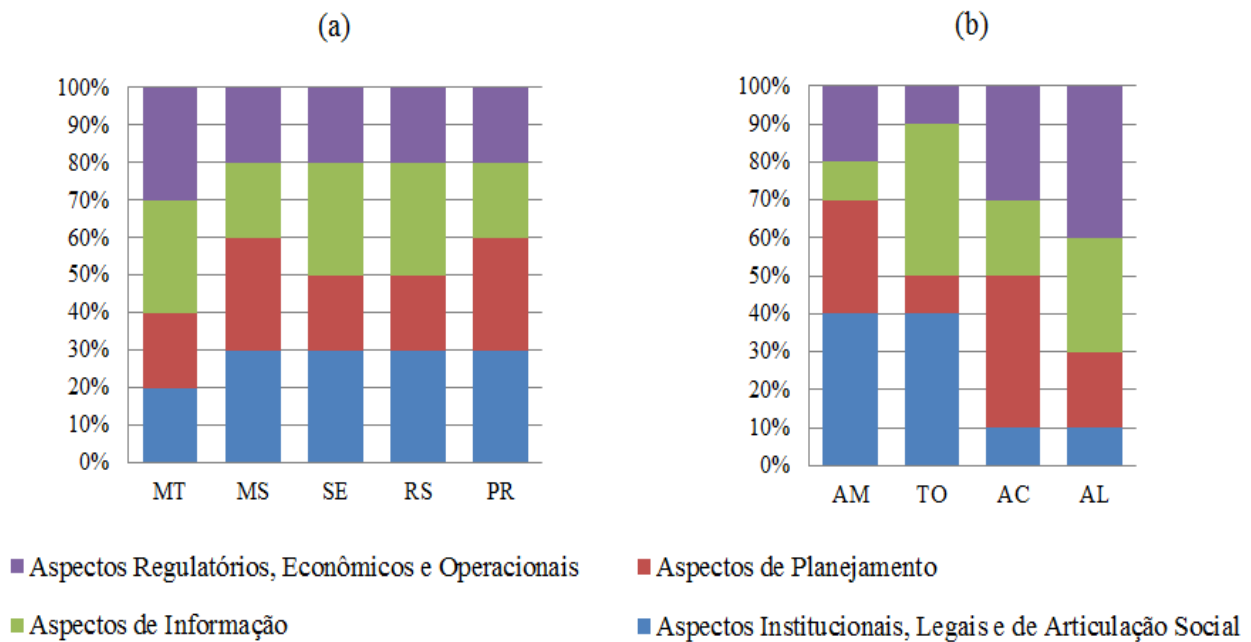 (a)
(b)
100%
90%
80%
70%
60%
50%
40%
30%
20%
10%
0%
MT MS SE RS PR
100%
90%
80%
70%
60%
50%
40%
30%
20%
10%
0%
AM TO AC AL
Aspectos Regulatórios, Econômicos e Operacionais
Aspectos de Planejamento
Aspectos de Informação
Aspectos Institucionais, Legais e de Articulação Social